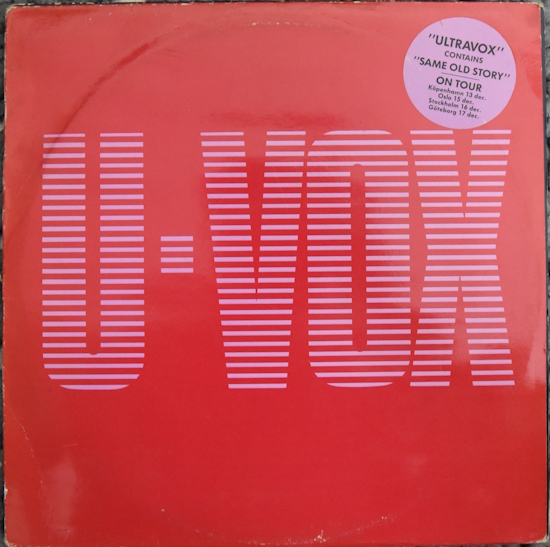 "ULTRAVOX"
CONTAINS
"SAME OLD STORY"
ON TOUR
Köpenhamn 13 dec.
Oslo 15 dec.
Stockholm 16 dec.
Göteborg 17 dec.
U-VOX